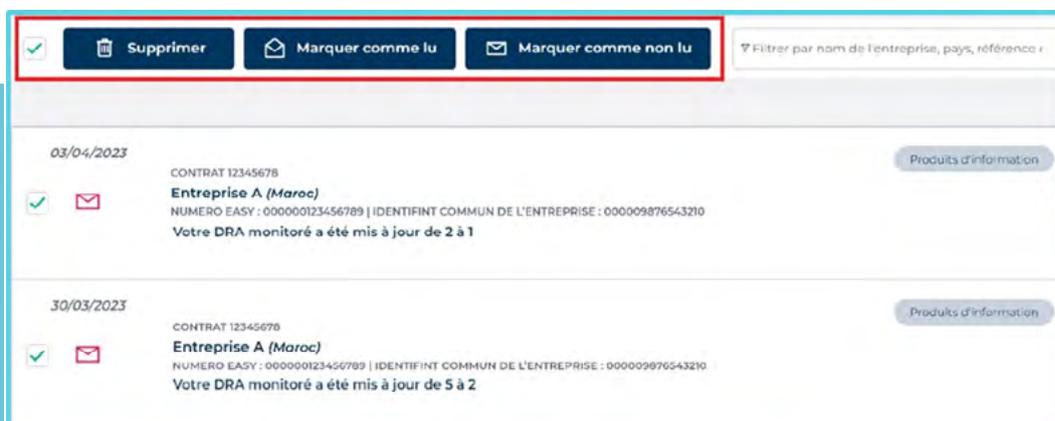 Supprimer
Marquer comme lu
Marquer comme non lu
Filtrer par nom de l'entreprise, pays, référence
03/04/2023
Produits d'information
CONTRAT 12345678
Entreprise A (Maroc)
NUMERO EASY : 000000123456789 | IDENTIFINT COMMUN DE L'ENTREPRISE : 000009876543210
Votre DRA monitoré a été mis à jour de 2 à 1
30/03/2023
Produits d'information
CONTRAT 12345678
Entreprise A (Maroc)
NUMERO EASY : 000000123456789 | IDENTIFINT COMMUN DE L'ENTREPRISE : 000009876543210
Votre DRA monitoré a été mis à jour de 5 à 2